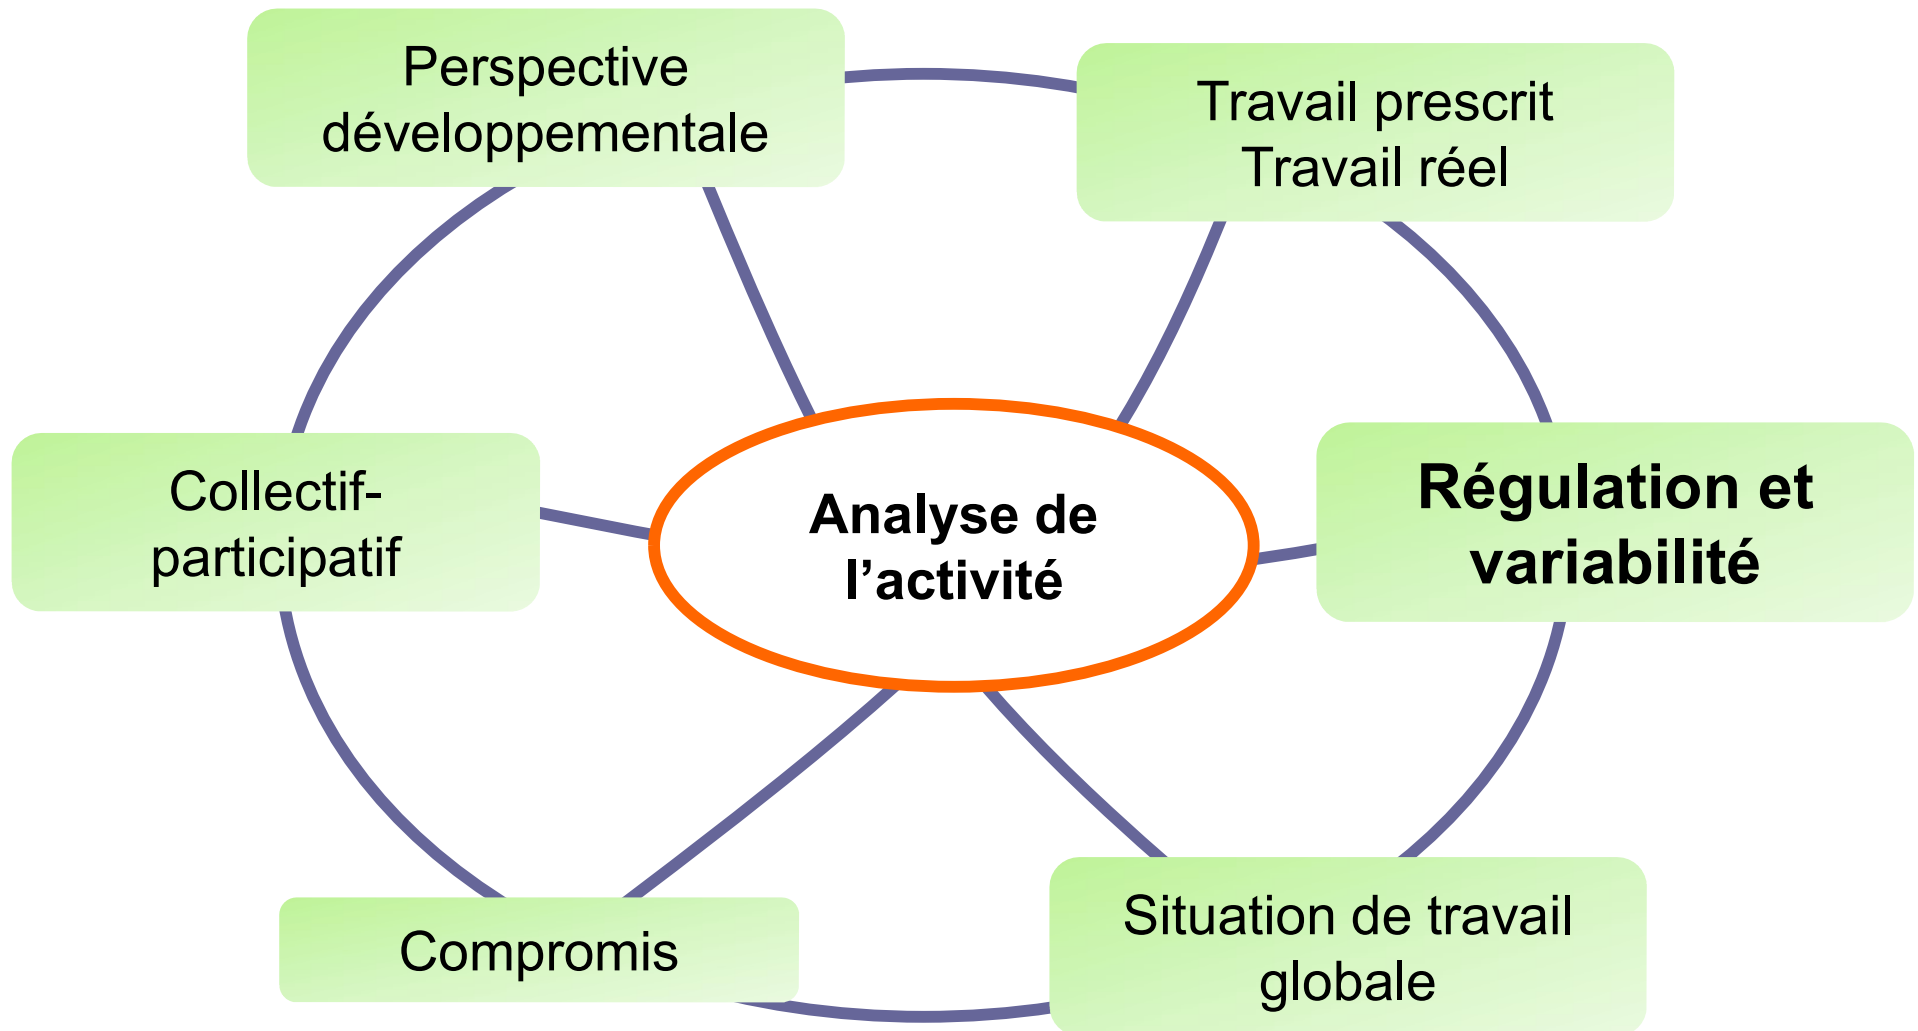 Perspective
développementale
Travail prescrit
Travail réel
Collectif-
participatif
Analyse de
l’activité
Régulation et
variabilité
Compromis
Situation de travail
globale